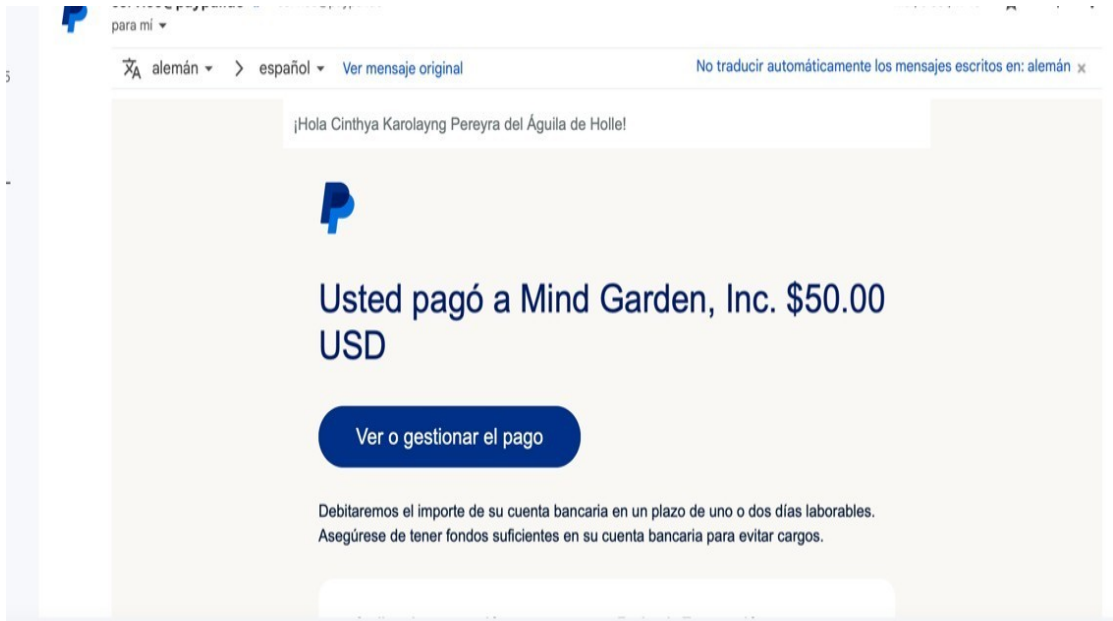 para mí
alemán > español Ver mensaje original No traducir automáticamente los mensajes escritos en: alemán x
5
¡Hola Cinthya Karolayng Pereyra del Águila de Holle!
Usted pagó a Mind Garden, Inc. $50.00
USD
Ver o gestionar el pago
Debitaremos el importe de su cuenta bancaria en un plazo de uno o dos días laborables.
Asegúrese de tener fondos suficientes en su cuenta bancaria para evitar cargos.